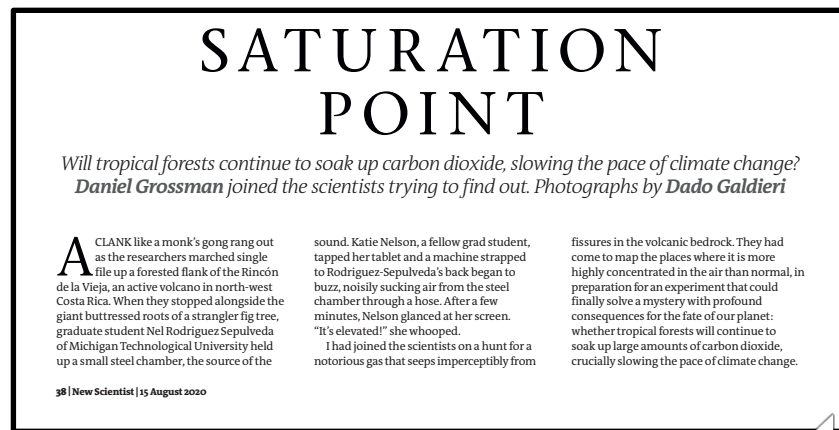 SATURATION
POINT
Will tropical forests continue to soak up carbon dioxide, slowing the pace of climate change?
Daniel Grossman joined the scientists trying to find out. Photographs by Dado Galdieri
A CLANK like a monk's gong rang out
as the researchers marched single
file up a forested flank of the Rincón
de la Vieja, an active volcano in north-west
Costa Rica. When they stopped alongside the
giant buttressed roots of a strangler fig tree,
graduate student Nel Rodriguez Sepulveda
of Michigan Technological University held
up a small steel chamber, the source of the
sound. Katie Nelson, a fellow grad student,
tapped her tablet and a machine strapped
to Rodriguez-Sepulveda's back began to
buzz, noisily sucking air from the steel
chamber through a hose. After a few
minutes, Nelson glanced at her screen.
"It's elevated!" she whooped.
I had joined the scientists on a hunt for a
notorious gas that seeps imperceptibly from
fissures in the volcanic bedrock. They had
come to map the places where it is more
highly concentrated in the air than normal, in
preparation for an experiment that could
finally solve a mystery with profound
consequences for the fate of our planet:
whether tropical forests will continue to
soak up large amounts of carbon dioxide,
crucially slowing the pace of climate change.
38 | New Scientist | 15 August 2020